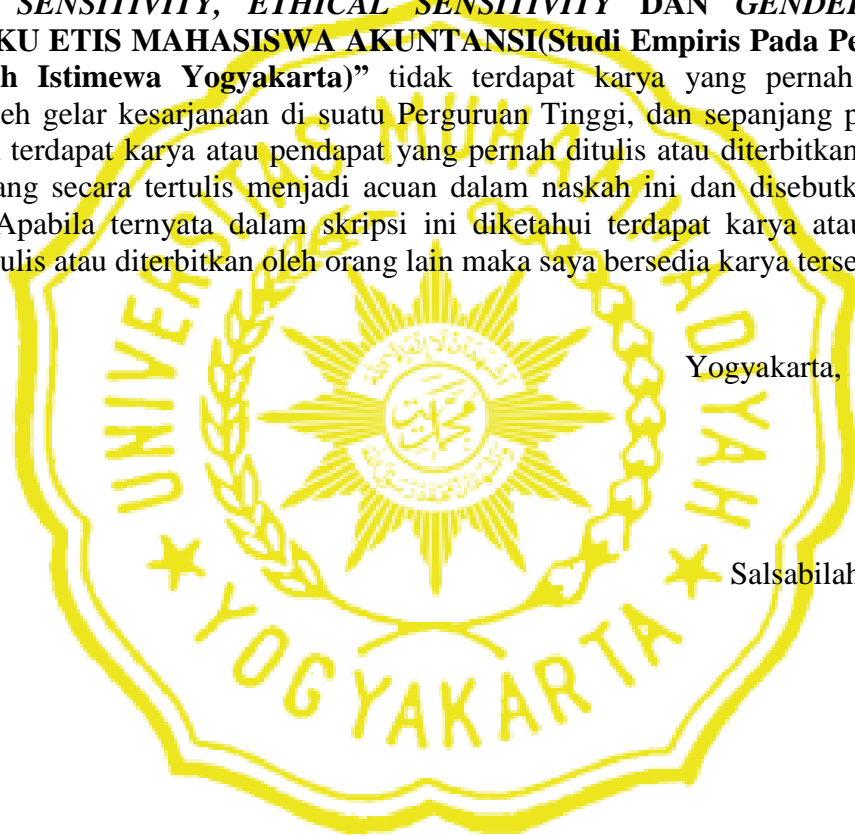 SENSITIVITY, ETHICAL SENSITIVITY DAN GENDE
KU ETIS MAHASISWA AKUNTANSI(Studi Empiris Pada Pe
h Istimewa Yogyakarta)” tidak terdapat karya yang pernah
eh gelar kesarjanaan di suatu Perguruan Tinggi, dan sepanjang p
terdapat karya atau pendapat yang pernah ditulis atau diterbitkan
ang secara tertulis menjadi acuan dalam naskah ini dan disebutk
Apabila ternyata dalam skripsi ini diketahui terdapat karya atau
ulis atau diterbitkan oleh orang lain maka saya bersedia karya terse
Yogyakarta,
Salsabilah
UNIVERSITAS MUHAMMADIYAH
YOGYAKARTA